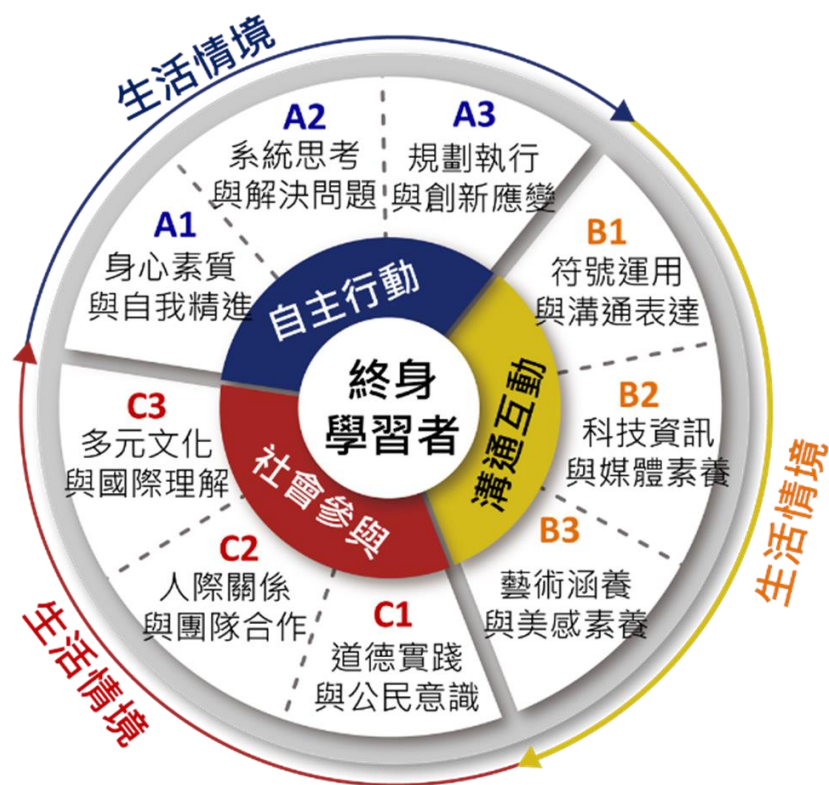 生活情境
A1
身心素質
與自我精進
A2
系統思考
與解決問題
A3
規劃執行
與創新應變
B1
符號運用
與溝通表達
B2
科技資訊
與媒體素養
B3
藝術涵養
與美感素養
C1
道德實踐
與公民意識
C2
人際關係
與團隊合作
C3
多元文化
與國際理解
自主行動
溝通互動
社會參與
終身
學習者
生活情境
生活情境